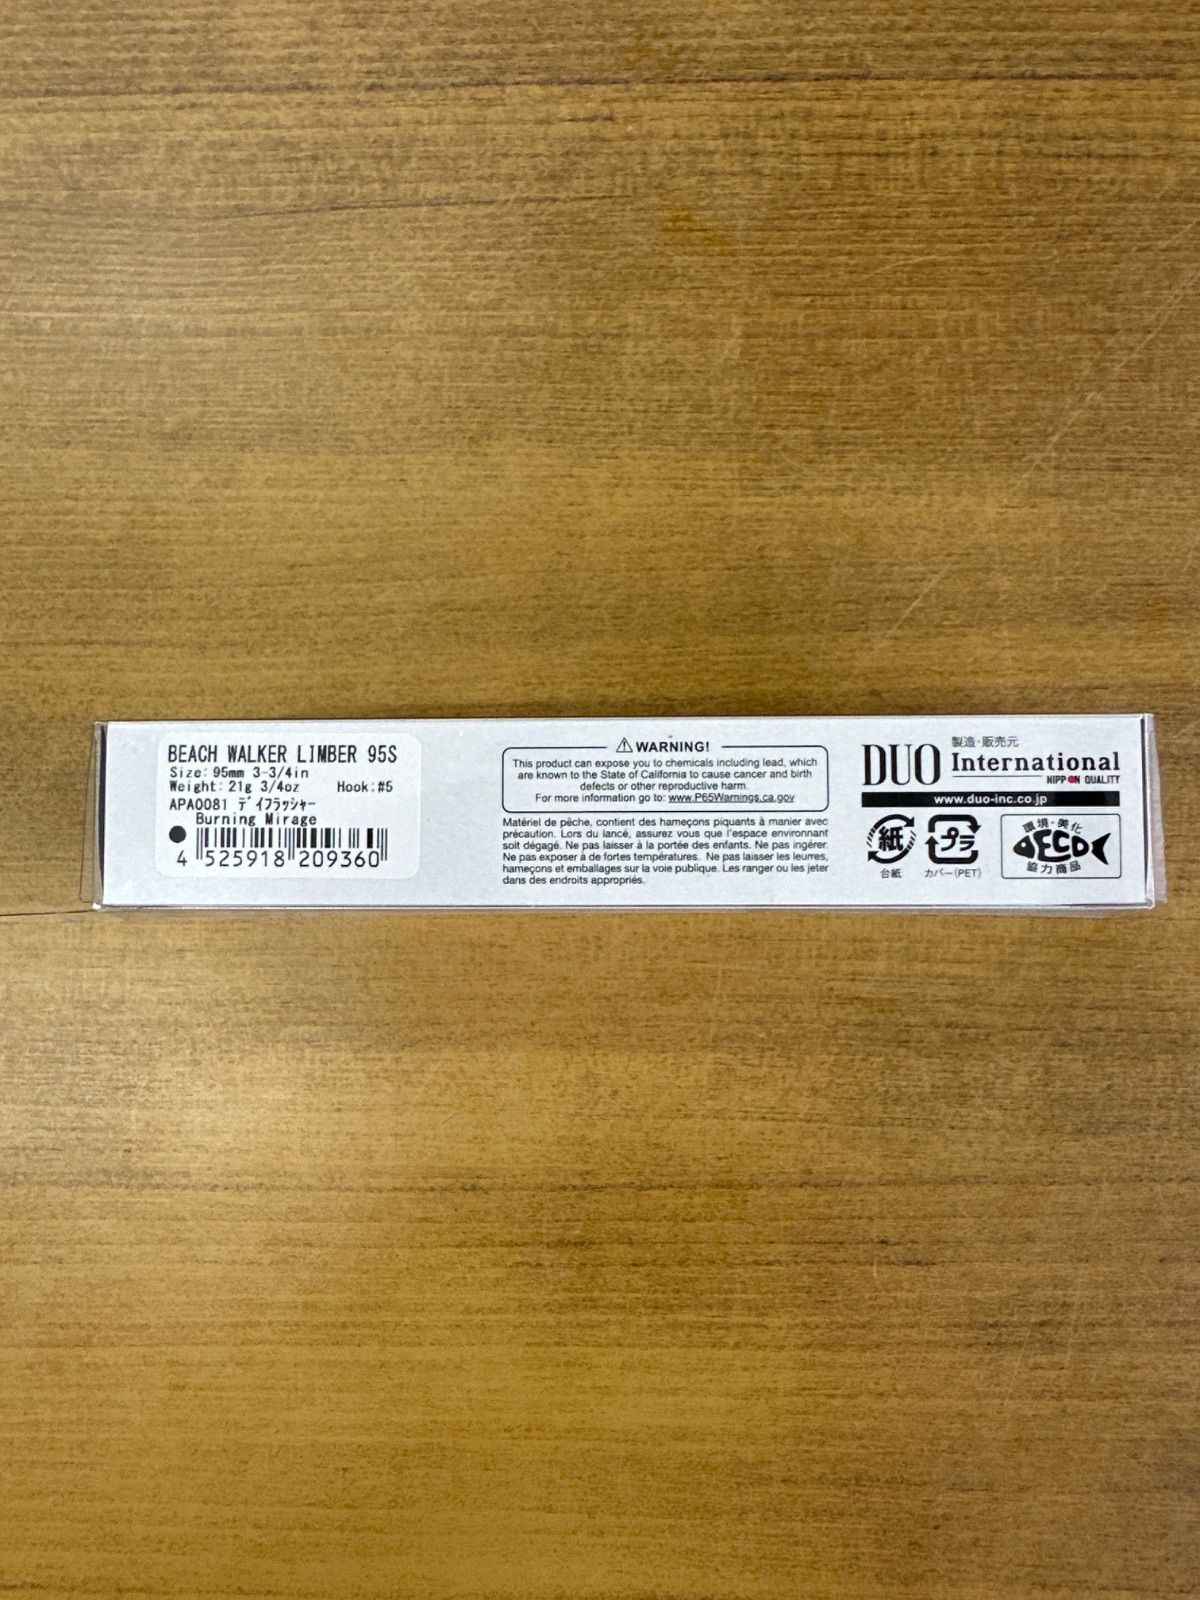 BEACH WALKER LIMBER 95S
Size: 95mm 3-3/4in
Weight: 21g 3/4oz Hook:#5
APA0081 ﾃﾞｲﾌﾗｯｼｬｰ
Burning Mirage
4 525918 209360
⚠WARNING!
This product can expose you to chemicals including lead, which
are known to the State of California to cause cancer and birth
defects or other reproductive harm.
For more information go to: www.P65Warnings.ca.gov
Matériel de pêche, contient des hameçons piquants à manier avec
précaution. Lors du lancé, assurez vous que l'espace environnant
soit dégagé. Ne pas laisser à la portée des enfants. Ne pas ingérer.
Ne pas exposer à de fortes températures. Ne pas laisser les leurres,
hameçons et emballages sur la voie publique. Les ranger ou les jeter
dans des endroits appropriés.
製造・販売元
DUO International
NIPPON QUALITY
www.duo-inc.co.jp
紙
台紙
プラ
カバー(PET)
環境・美化
ECO
協力商品